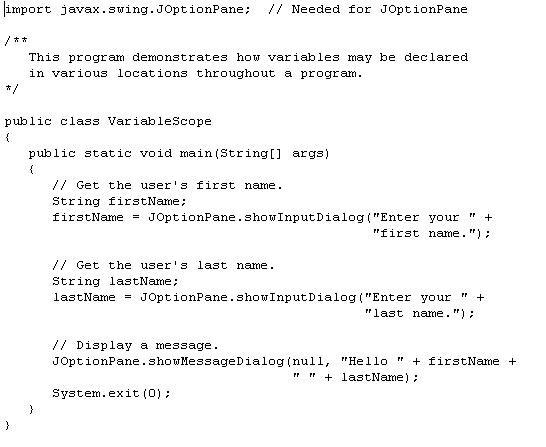 import javax.swing.JOptionPane;  // Needed for JOptionPane
/**
   This program demonstrates how variables may be declared
   in various locations throughout a program.
*/
public class VariableScope
{
   public static void main(String[] args)
   {
      // Get the user's first name.
      String firstName;
      firstName = JOptionPane.showInputDialog("Enter your " +
                                              "first name.");
      // Get the user's last name.
      String lastName;
      lastName = JOptionPane.showInputDialog("Enter your " +
                                             "last name.");
      // Display a message.
      JOptionPane.showMessageDialog(null, "Hello " + firstName +
                                    " " + lastName);
      System.exit(0);
   }
}